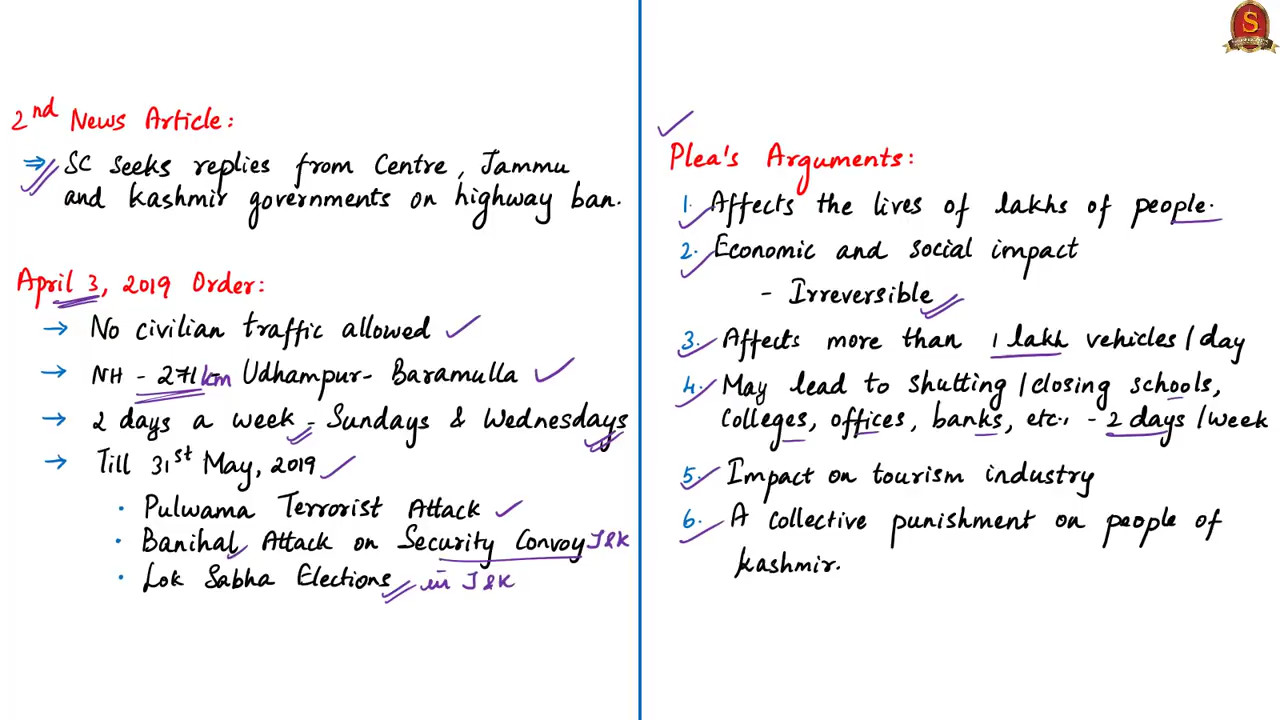 2nd News Article:
⇒ SC seeks replies from Centre, Jammu
and Kashmir governments on highway ban.
April 3, 2019 Order:
→ No civilian traffic allowed
→ NH - 271km Udhampur - Baramulla
→ 2 days a week - Sundays & Wednesdays
→ Till 31st May, 2019
• Pulwama Terrorist Attack
• Banihal Attack on Security Convoy J&K
• Lok Sabha Elections in J&K
Plea's Arguments:
1. Affects the lives of lakhs of people.
2. Economic and social impact
- Irreversible
3. Affects more than 1 lakh vehicles/day
4. May lead to shutting/closing schools,
colleges, offices, banks, etc., - 2 days/week
5. Impact on tourism industry
6. A collective punishment on people of
Kashmir.
S